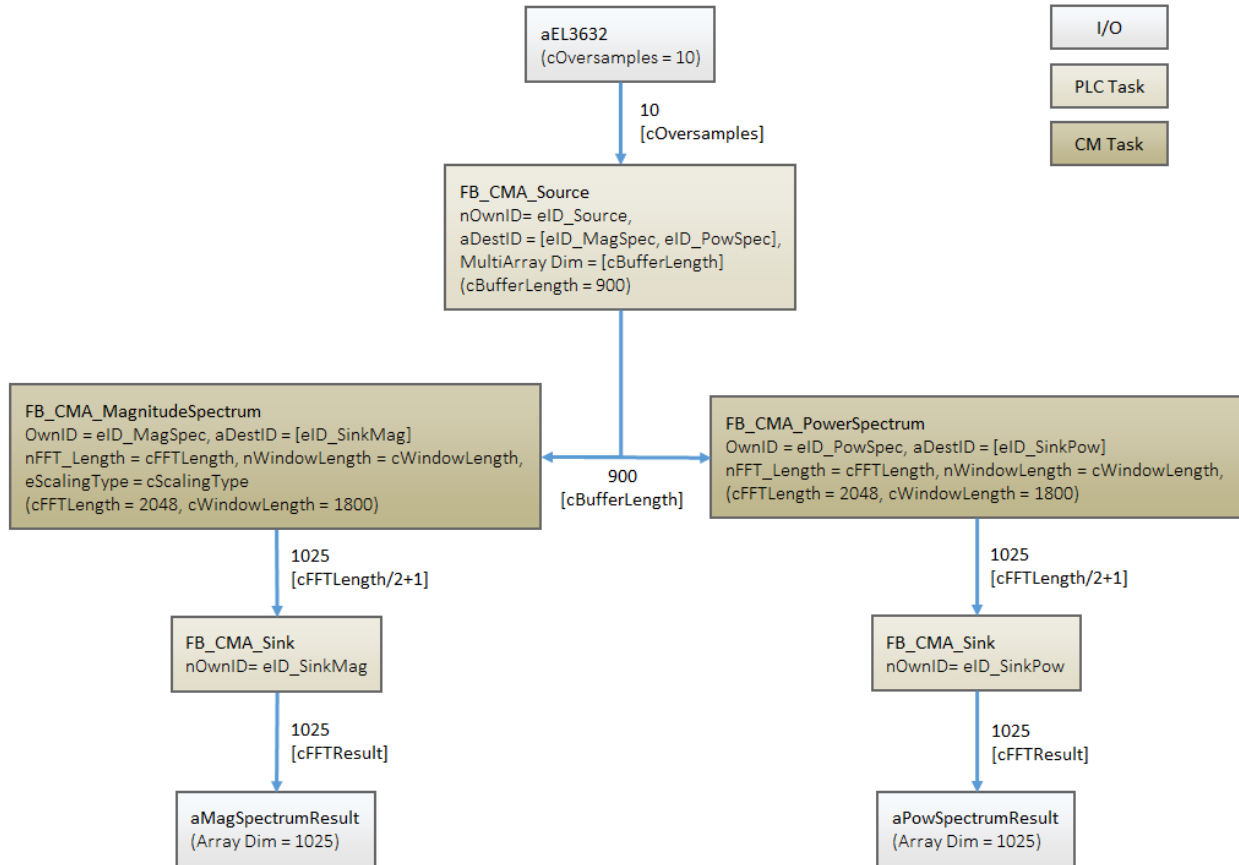 aEL3632
(cOversamples = 10)
I/O
PLC Task
CM Task
10
[cOversamples]
FB_CMA_Source
nOwnID= eID_Source,
aDestID = [eID_MagSpec, eID_PowSpec],
MultiArray Dim = [cBufferLength]
(cBufferLength = 900)
FB_CMA_MagnitudeSpectrum
OwnID = eID_MagSpec, aDestID = [eID_SinkMag]
nFFT_Length = cFFTLength, nWindowLength = cWindowLength,
eScalingType = cScalingType
(cFFTLength = 2048, cWindowLength = 1800)
900
[cBufferLength]
FB_CMA_PowerSpectrum
OwnID = eID_PowSpec, aDestID = [eID_SinkPow]
nFFT_Length = cFFTLength, nWindowLength = cWindowLength,
(cFFTLength = 2048, cWindowLength = 1800)
1025
[cFFTLength/2+1]
1025
[cFFTLength/2+1]
FB_CMA_Sink
nOwnID= eID_SinkMag
FB_CMA_Sink
nOwnID= eID_SinkPow
1025
[cFFTResult]
1025
[cFFTResult]
aMagSpectrumResult
(Array Dim = 1025)
aPowSpectrumResult
(Array Dim = 1025)